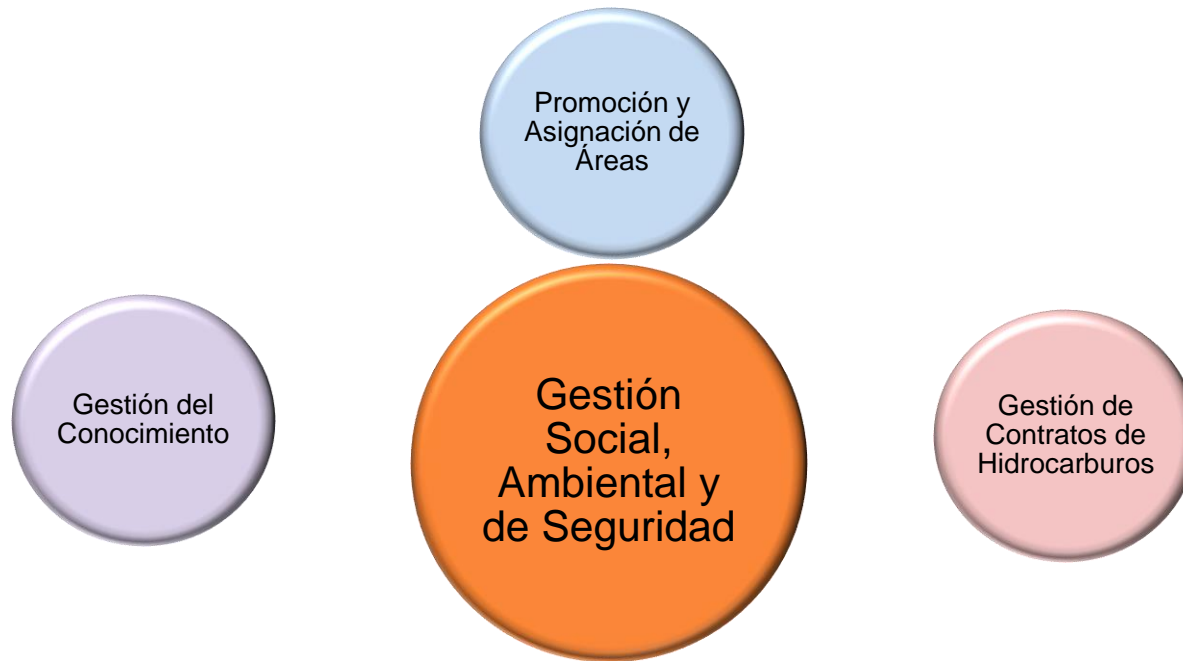 Promoción y
Asignación de
Áreas
Gestión del
Conocimiento
Gestión
Social,
Ambiental y
de Seguridad
Gestión de
Contratos de
Hidrocarburos